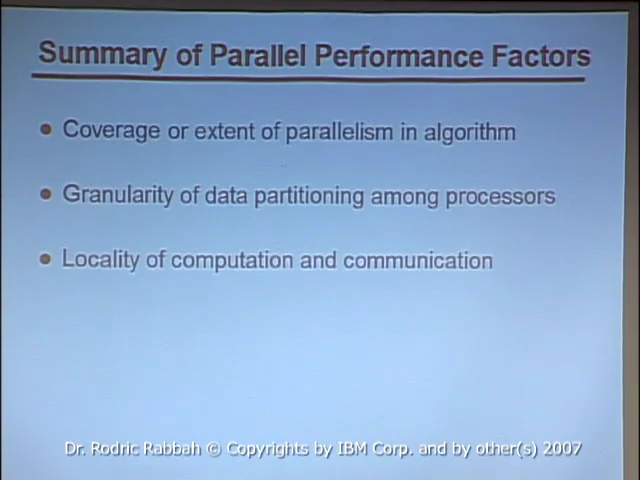 Summary of Parallel Performance Factors
Coverage or extent of parallelism in algorithm
Granularity of data partitioning among processors
Locality of computation and communication
Dr. Rodric Rabbah © Copyrights by IBM Corp. and by other(s) 2007